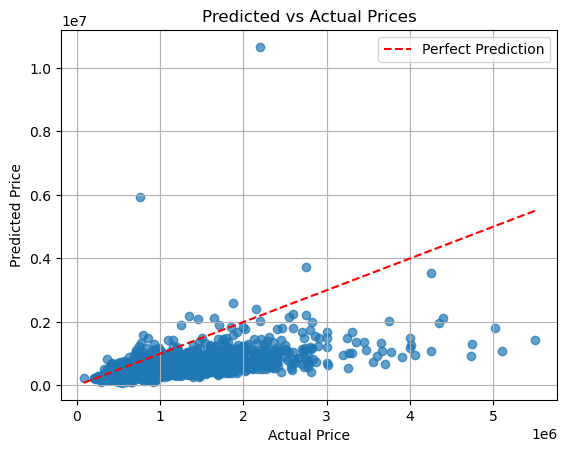 Predicted vs Actual Prices
1e7
Perfect Prediction
1.0
0.8
0.6
0.4
0.2
0.0
Predicted Price
0 1 2 3 4 5
1e6
Actual Price